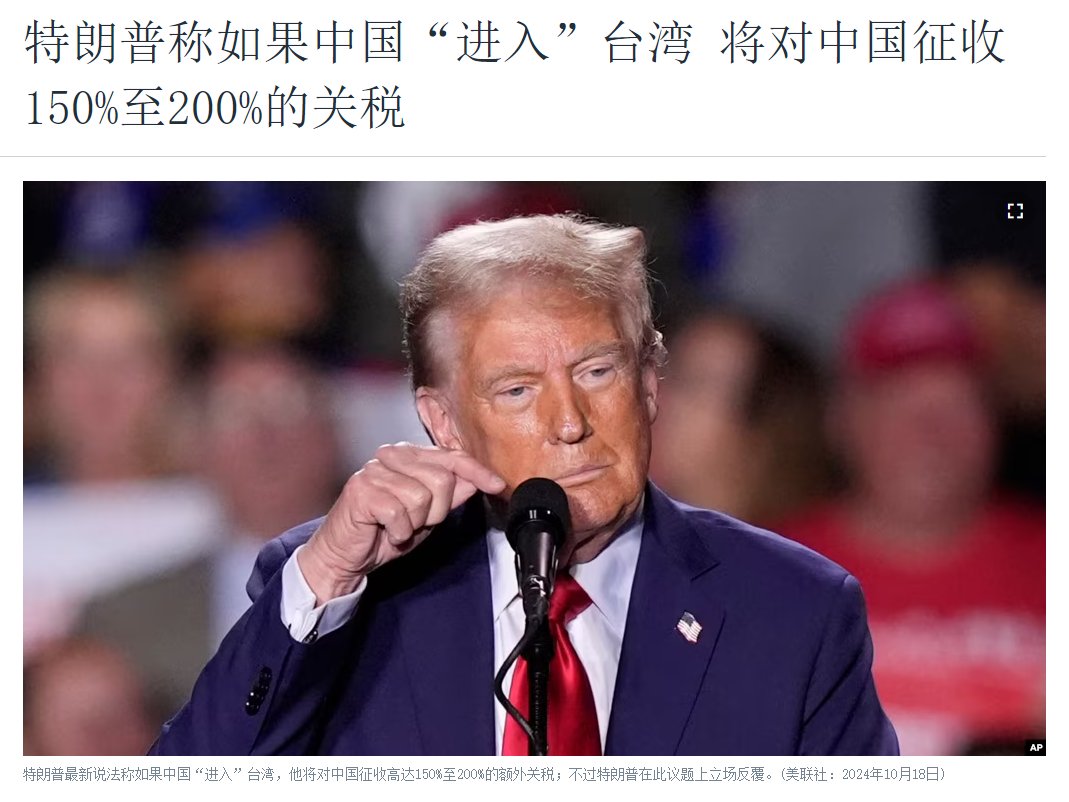 特朗普称如果中国“进入”台湾 将对中国征收
150%至200%的关税
AP
特朗普最新说法称如果中国“进入”台湾，他将对中国征收高达150%至200%的额外关税；不过特朗普在此议题上立场反覆。(美联社：2024年10月18日)